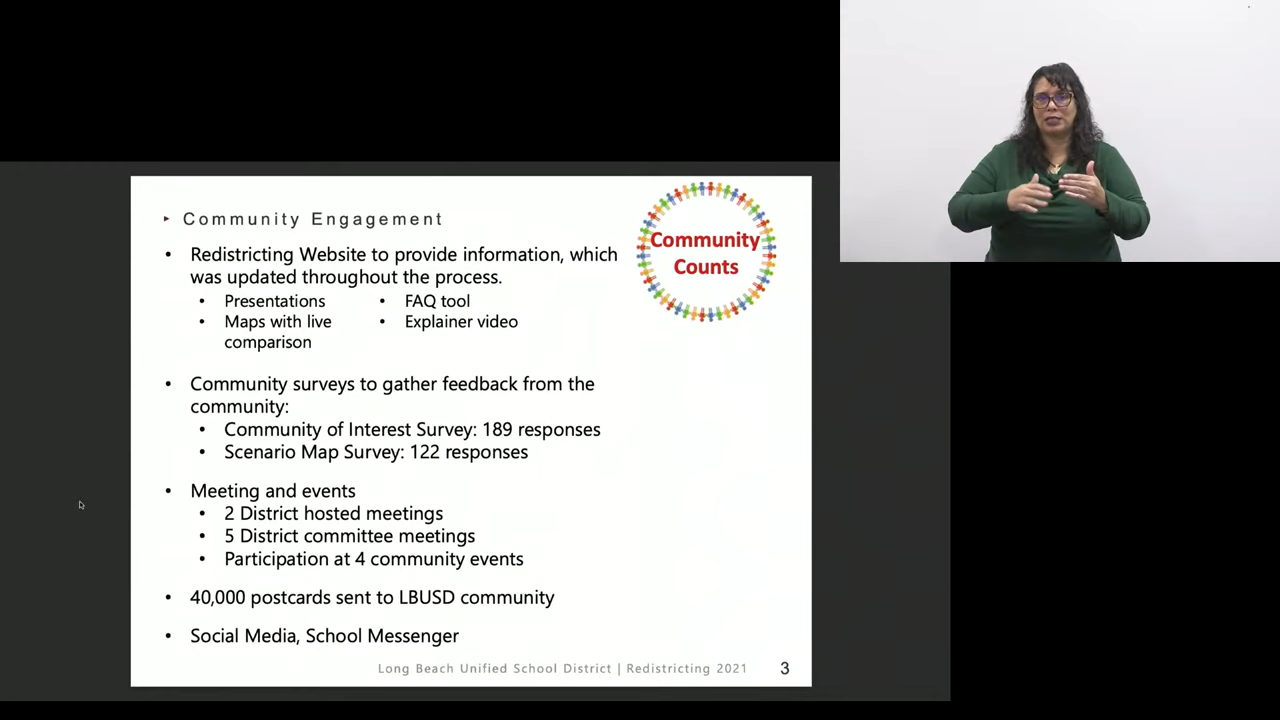 Community Engagement
Redistricting Website to provide information, which
was updated throughout the process.
Presentations
Maps with live
comparison
FAQ tool
Explainer video
Community surveys to gather feedback from the
community:
Community of Interest Survey: 189 responses
Scenario Map Survey: 122 responses
Meeting and events
2 District hosted meetings
5 District committee meetings
Participation at 4 community events
40,000 postcards sent to LBUSD community
Social Media, School Messenger
Community
Counts
Long Beach Unified School District | Redistricting 2021
3